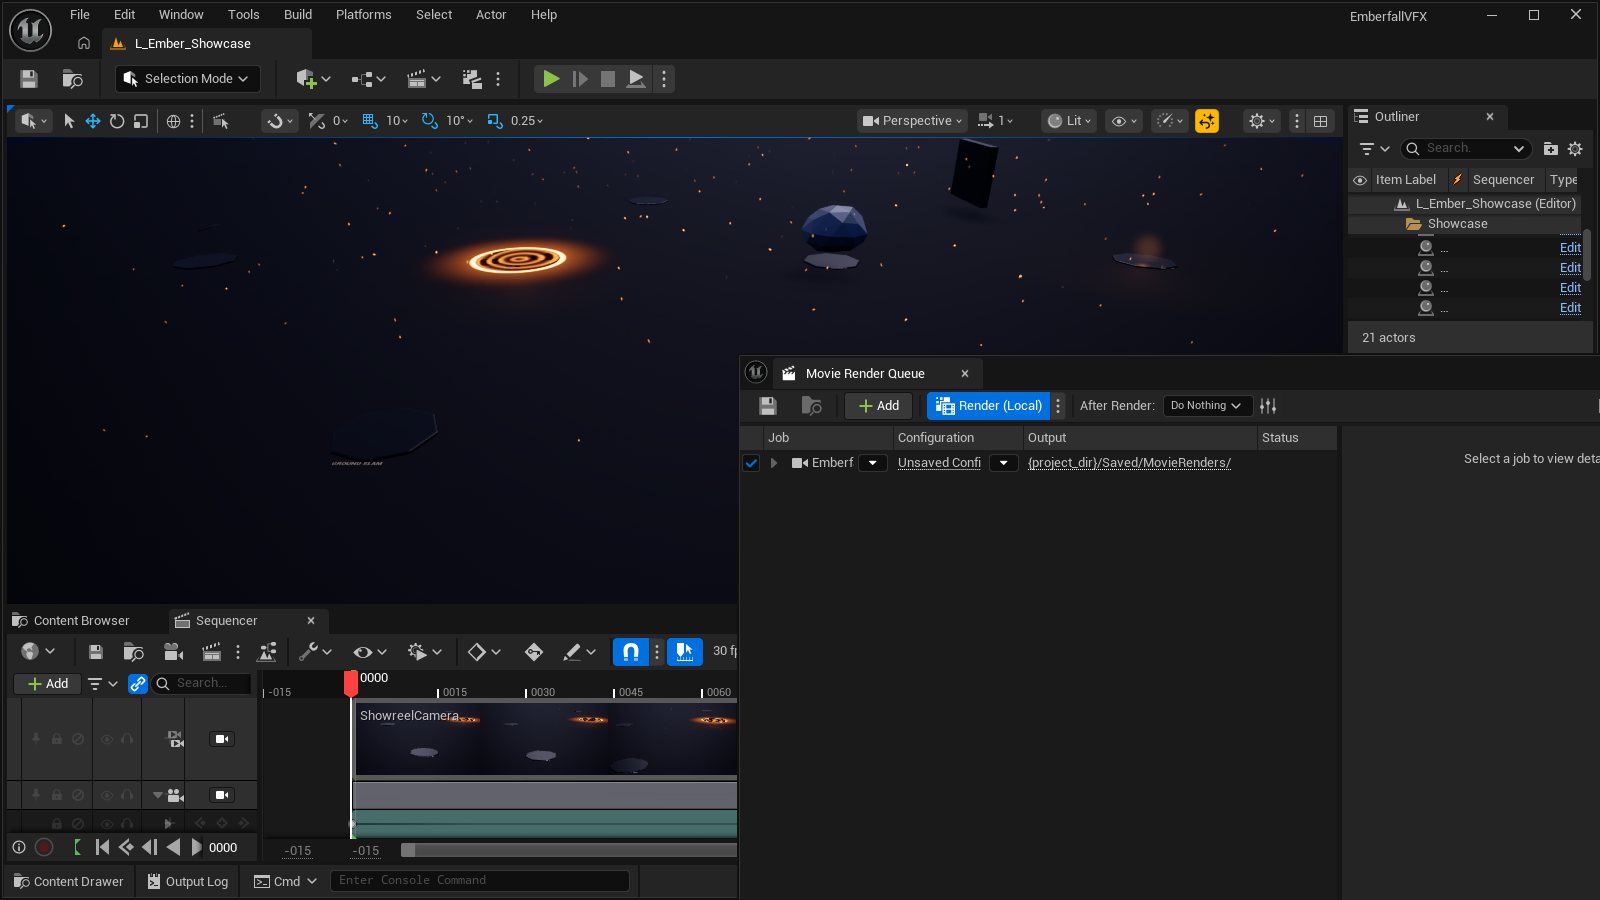 File Edit Window Tools Build Platforms Select Actor Help
EmberfallVFX
L_Ember_Showcase
Selection Mode
0 10 10° 0.25
Perspective 1 Lit
Outliner
Search.
Item Label Sequencer Type
L_Ember_Showcase (Editor)
Showcase
... Edit
... Edit
... Edit
... Edit
21 actors
GROUND SLAM
Movie Render Queue
Add Render (Local) After Render: Do Nothing
Job Configuration Output Status
Emberf Unsaved Confi {project_dir}/Saved/MovieRenders/
Select a job to view deta
Content Browser Sequencer
30 fp
Add Search...
0000
-015 0015 0030 0045 0060
ShowreelCamera
0000 -015 -015
Content Drawer Output Log Cmd Enter Console Command